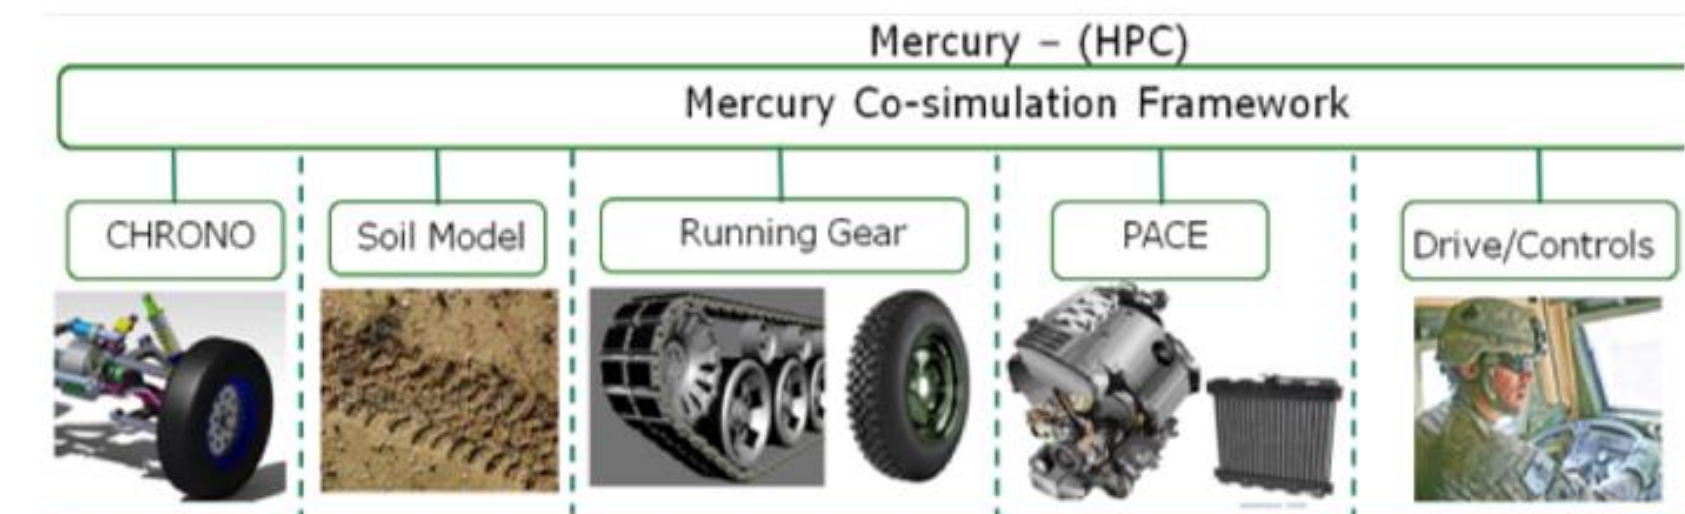 Mercury – (HPC)
Mercury Co-simulation Framework
CHRONO
Soil Model
Running Gear
PACE
Drive/Controls